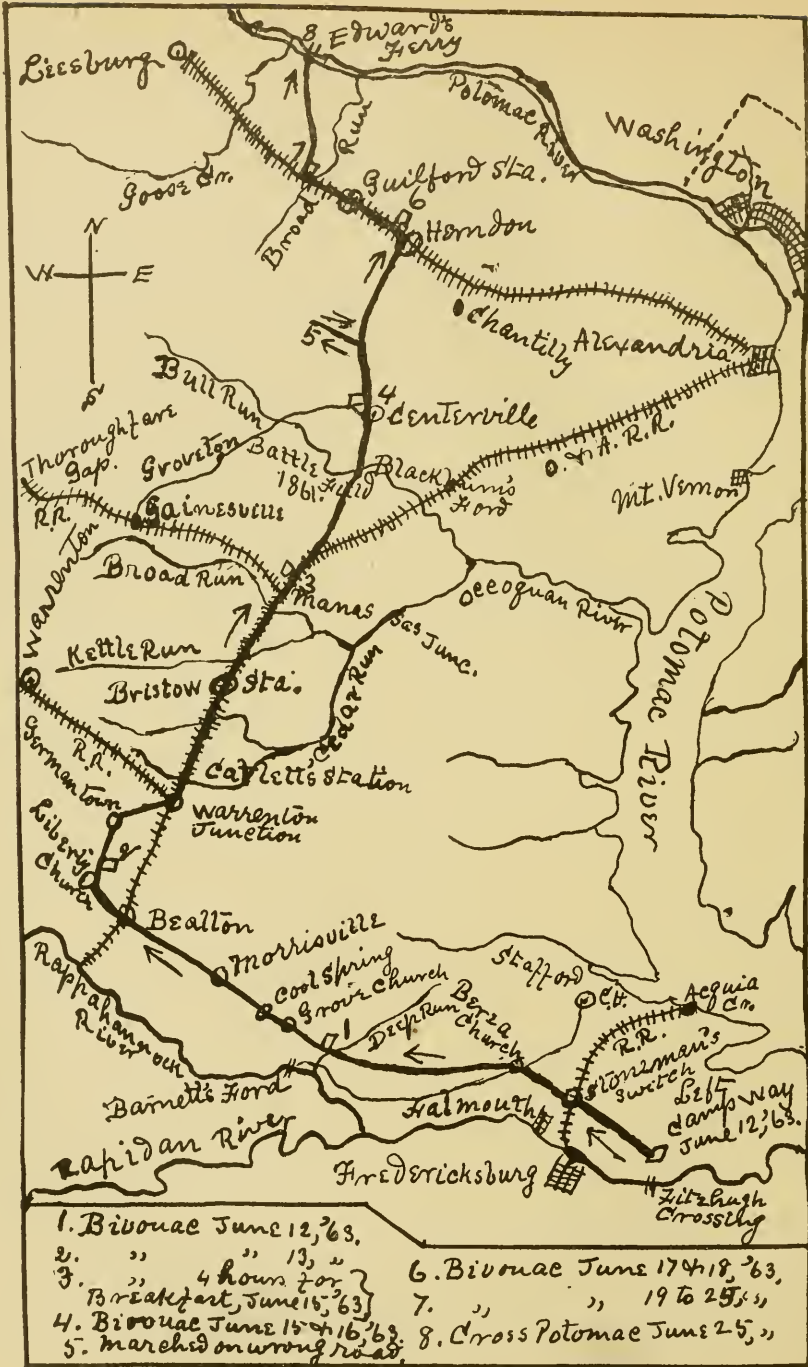 8 Edwards
Ferry
Leesburg
Potomac
River
Washington
Goose Cr.
7
Broad
Run
Guilford Sta.
6
Herndon
N
W E
S
5
Chantilly
Alexandria
Bull Run
4
Centerville
Thoroughfare
Gap.
Groveton
Battle
Field
1861.
Blackburn's
Ford
O. & A. R.R.
Mt. Vernon
R.R.
Gainesville
Warrenton
Broad Run
3
Manas
sas Junc.
Occoquan River
Potomac River
Kettle Run
Bristow Sta.
Cedar Run
Germantown
R.R.
Catlett's Station
Warrenton
Junction
Liberty
Church
2
Bealton
Morrisville
Cool Spring
Grove Church
Stafford
C.H.
Acquia
Cr.
Rappahannock
River
1
Deep Run
Berea
Church
R.R.
Stoneman's
Switch
Left
Camp Way
June 12, '63.
Barnett's Ford
Falmouth
Rapidan River
Fredericksburg
Fitzhugh
Crossing
1. Bivouac June 12, '63.
2. " " 13, "
3. " 4 hours for
Breakfast, June 15, '63
4. Bivouac June 15 & 16, '63.
5. Marched on wrong road.
6. Bivouac June 17 & 18, '63,
7. " " 19 to 25, "
8. Cross Potomac June 25, "